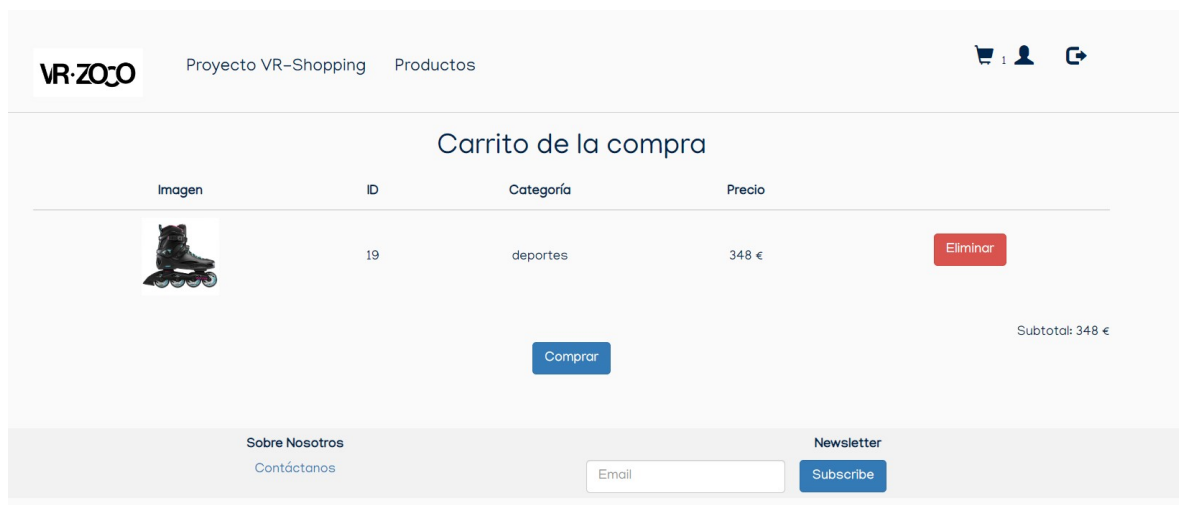 VR·ZOCO Proyecto VR-Shopping Productos 1
Carrito de la compra
Imagen ID Categoría Precio
19 deportes 348 € Eliminar
Subtotal: 348 €
Comprar
Sobre Nosotros Newsletter
Contáctanos Email Subscribe